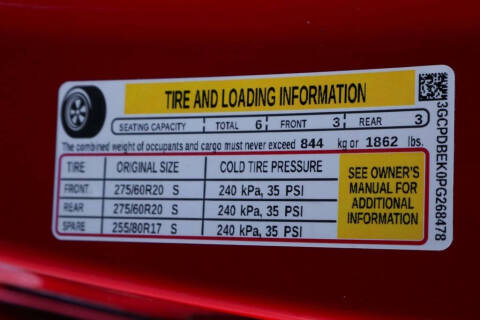 TIRE AND LOADING INFORMATION
SEATING CAPACITY TOTAL 6 FRONT 3 REAR 3
The combined weight of occupants and cargo must never exceed 844 kg or 1862 lbs.
TIRE ORIGINAL SIZE COLD TIRE PRESSURE
FRONT 275/60R20 S 240 kPa, 35 PSI
REAR 275/60R20 S 240 kPa, 35 PSI
SPARE 255/80R17 S 240 kPa, 35 PSI
SEE OWNER'S
MANUAL FOR
ADDITIONAL
INFORMATION
3GCPDBEK0PG268478